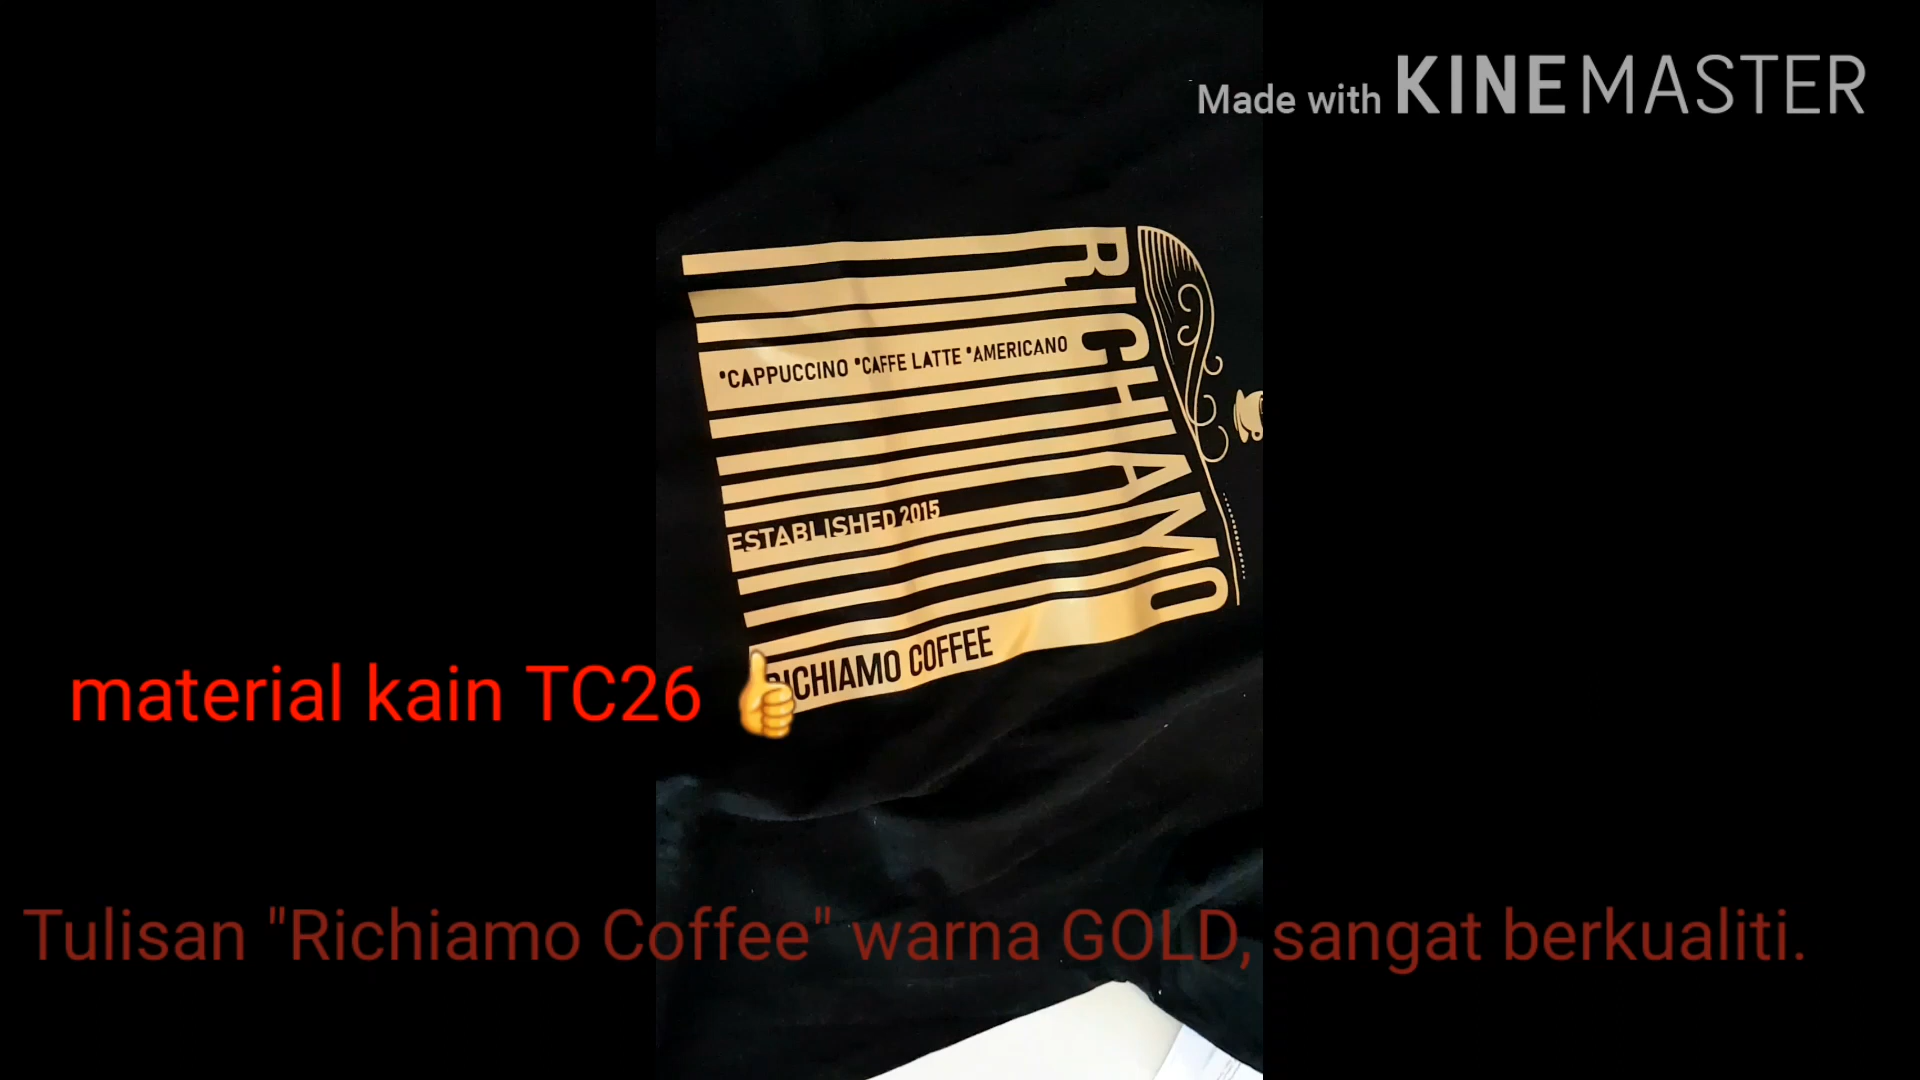 Made with KINEMASTER
RICHIAMO
"CAPPUCCINO "CAFFE LATTE "AMERICANO
ESTABLISHED 2015
RICHIAMO COFFEE
material kain TC26
Tulisan "Richiamo Coffee" warna GOLD, sangat berkualiti.